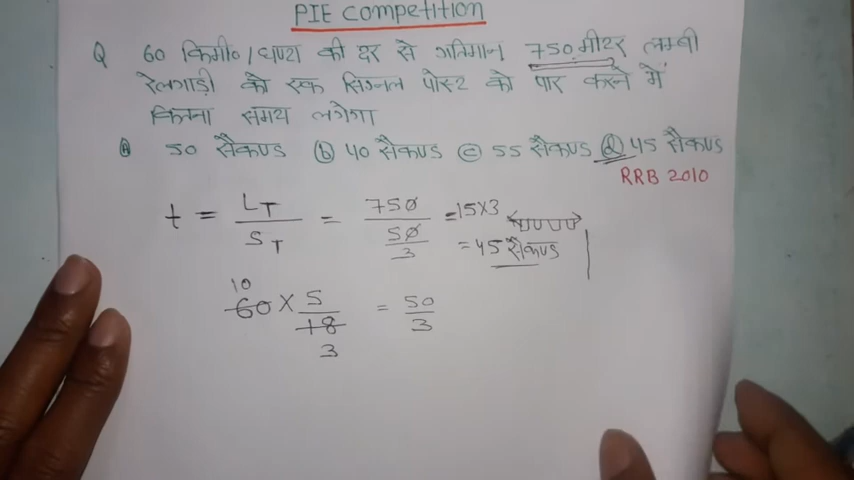 PIE Competition
Q 60 किमी०/घण्टा की दर से गतिमान 750 मीटर लम्बी
रेलगाड़ी को एक सिग्नल पोस्ट को पार करने में
कितना समय लगेगा
(a) 50 सैकण्ड (b) 40 सैकण्ड (c) 55 सैकण्ड (d) 45 सैकण्ड
RRB 2010
t = LT / ST = 750 / 50/3 = 15×3
= 45 सैकण्ड
10
60 × 5/18 = 50/3
3